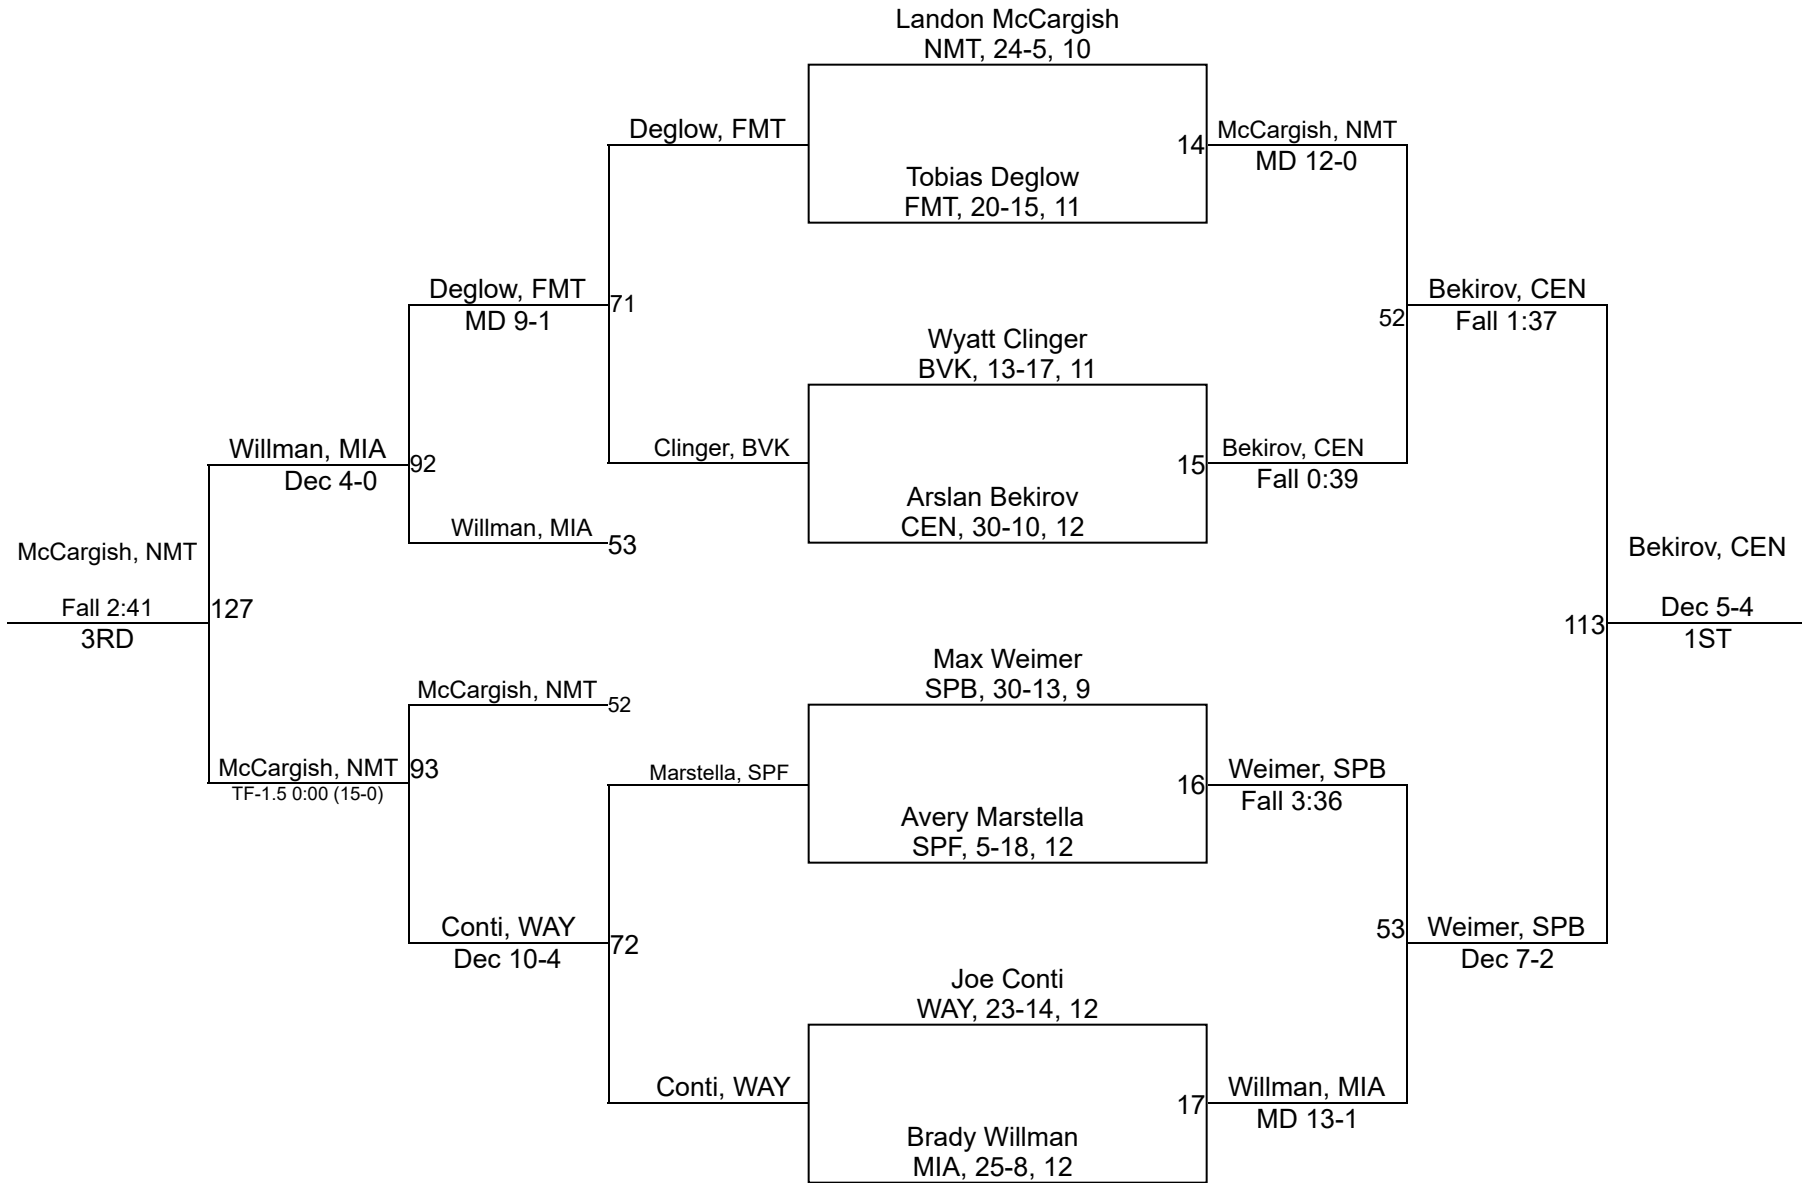 Landon McCargish
NMT, 24-5, 10
Deglow, FMT
14
McCargish, NMT
MD 12-0
Tobias Deglow
FMT, 20-15, 11
Deglow, FMT
MD 9-1
71
Bekirov, CEN
Fall 1:37
52
Wyatt Clinger
BVK, 13-17, 11
Clinger, BVK
15
Bekirov, CEN
Fall 0:39
Arslan Bekirov
CEN, 30-10, 12
Willman, MIA
Dec 4-0
92
Willman, MIA
53
McCargish, NMT
Fall 2:41
3RD
127
Bekirov, CEN
Dec 5-4
1ST
113
Max Weimer
SPB, 30-13, 9
McCargish, NMT
52
McCargish, NMT
TF-1.5 0:00 (15-0)
93
Marstella, SPF
16
Weimer, SPB
Fall 3:36
Avery Marstella
SPF, 5-18, 12
Conti, WAY
Dec 10-4
72
53
Weimer, SPB
Dec 7-2
Joe Conti
WAY, 23-14, 12
Conti, WAY
17
Willman, MIA
MD 13-1
Brady Willman
MIA, 25-8, 12